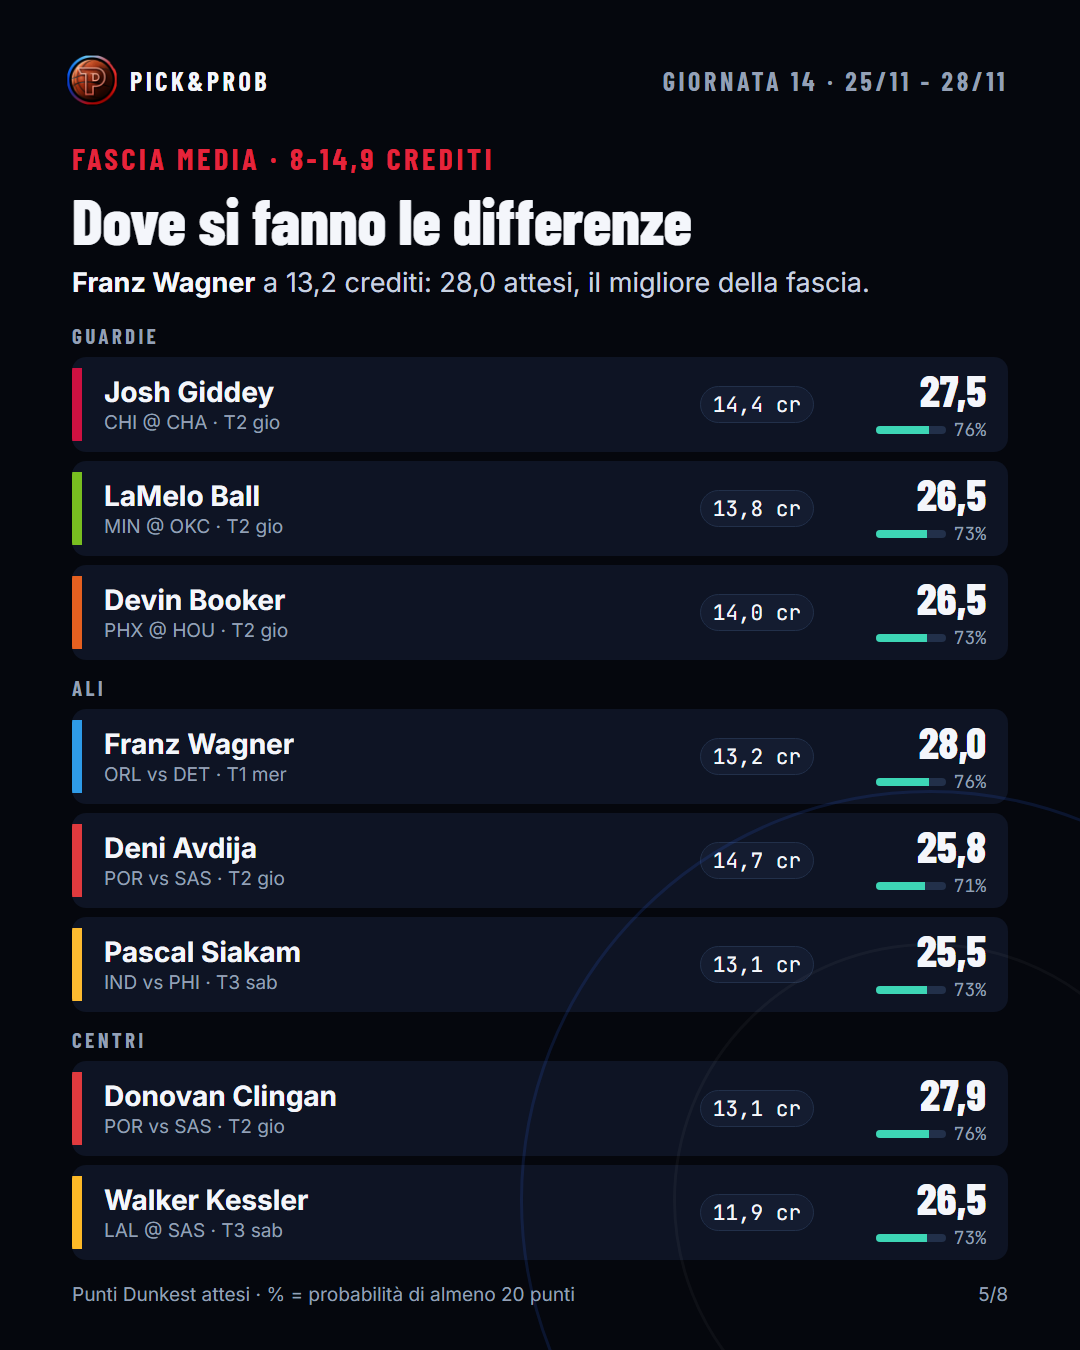 PICK&PROB
GIORNATA 14 · 25/11 - 28/11
FASCIA MEDIA · 8-14,9 CREDITI
Dove si fanno le differenze
Franz Wagner a 13,2 crediti: 28,0 attesi, il migliore della fascia.
GUARDIE
Josh Giddey
CHI @ CHA · T2 gio
14,4 cr
27,5
76%
LaMelo Ball
MIN @ OKC · T2 gio
13,8 cr
26,5
73%
Devin Booker
PHX @ HOU · T2 gio
14,0 cr
26,5
73%
ALI
Franz Wagner
ORL vs DET · T1 mer
13,2 cr
28,0
76%
Deni Avdija
POR vs SAS · T2 gio
14,7 cr
25,8
71%
Pascal Siakam
IND vs PHI · T3 sab
13,1 cr
25,5
73%
CENTRI
Donovan Clingan
POR vs SAS · T2 gio
13,1 cr
27,9
76%
Walker Kessler
LAL @ SAS · T3 sab
11,9 cr
26,5
73%
Punti Dunkest attesi · % = probabilità di almeno 20 punti
5/8